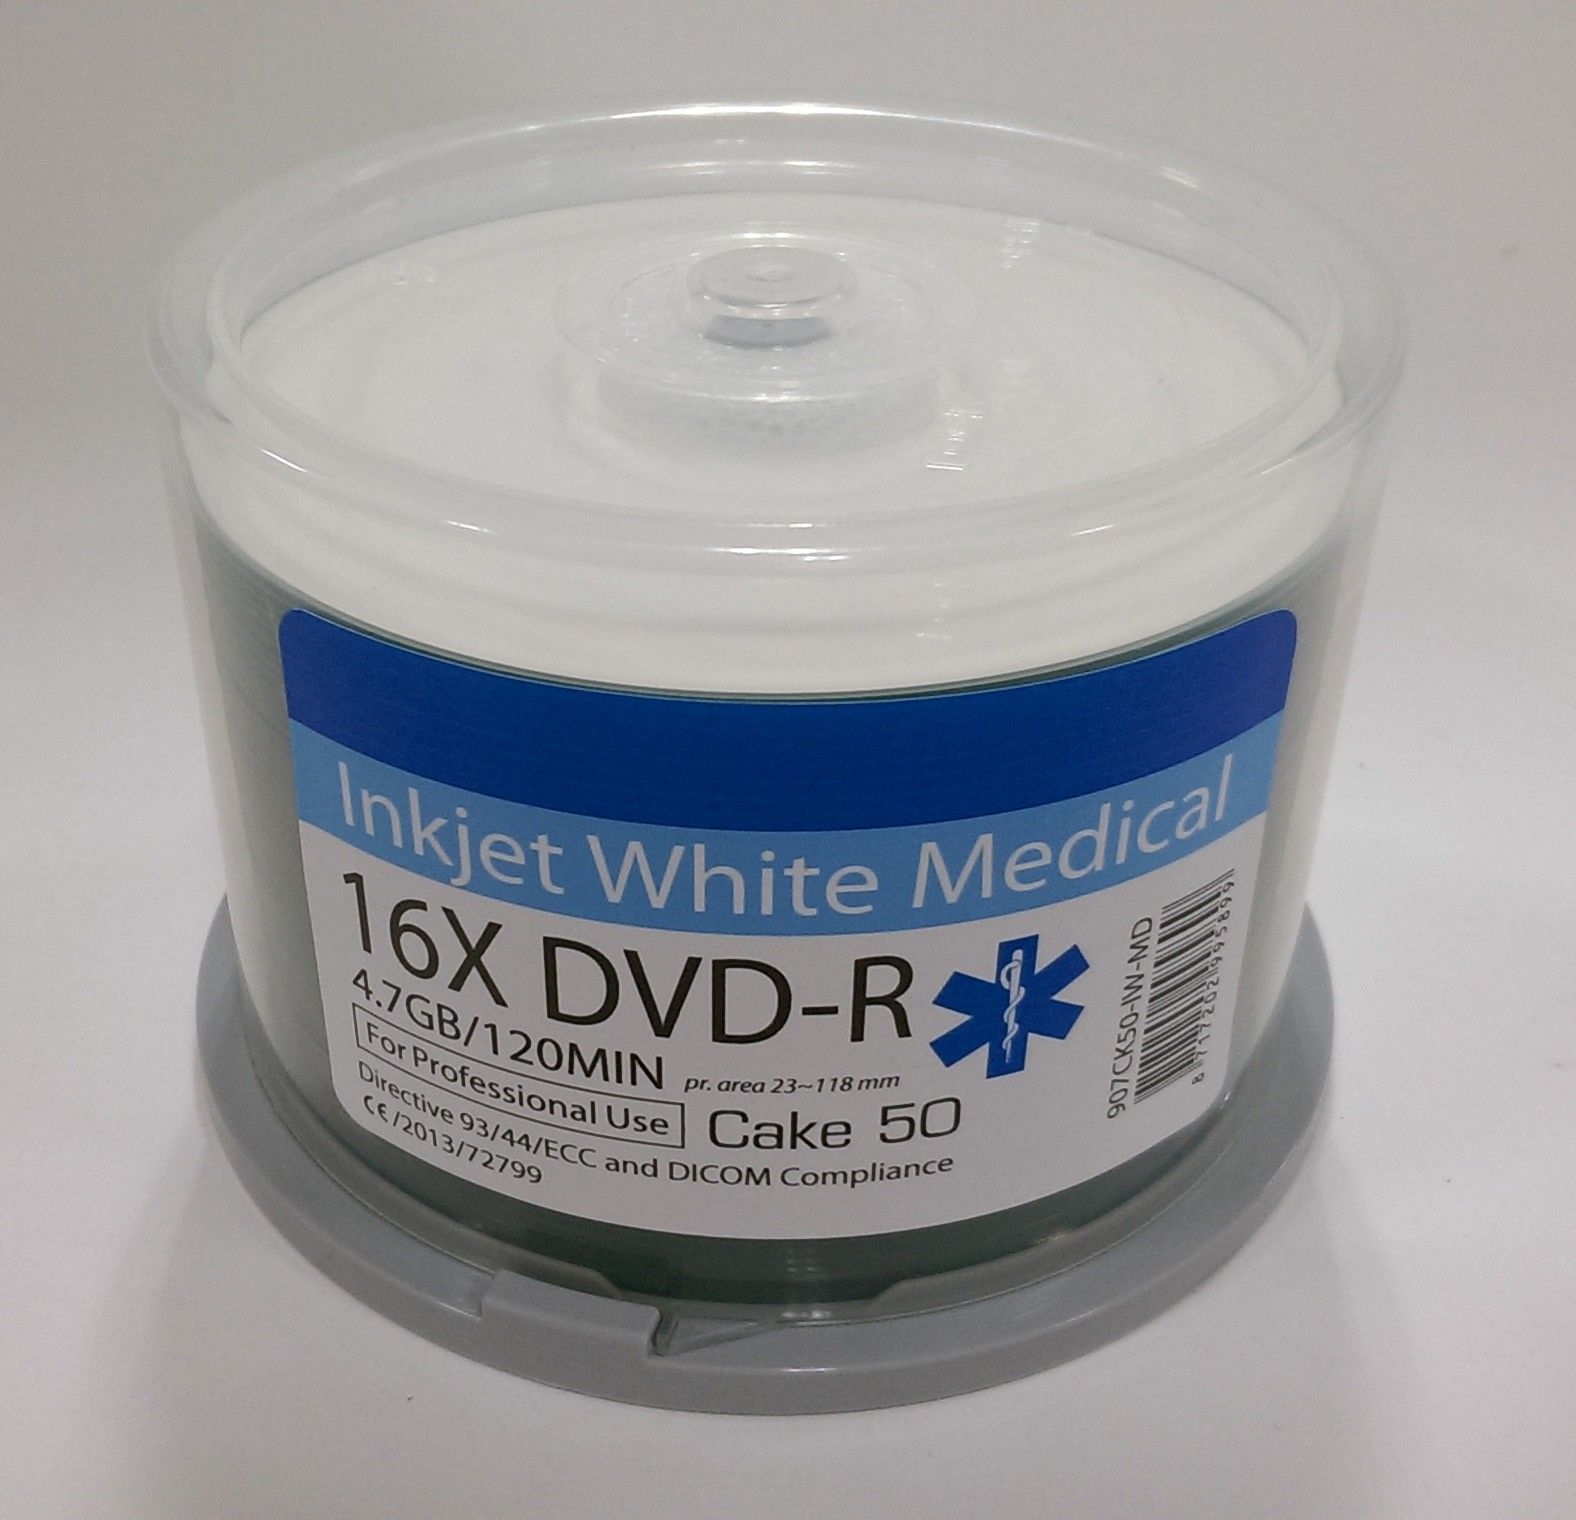 Inkjet White Medical
16X DVD-R
4.7GB/120MIN
pr. area 23~118 mm
For Professional Use
Cake 50
Directive 93/44/ECC and DICOM Compliance
CE/2013/72799
907CK50-IW-MD
8717202995899